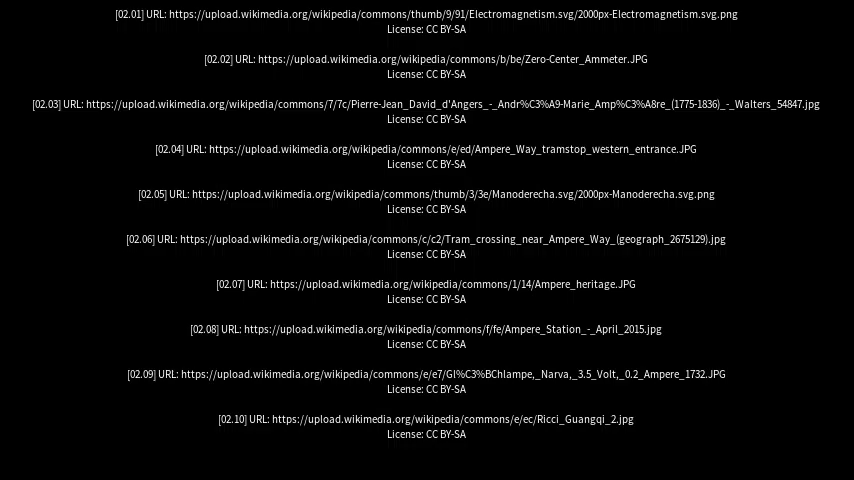 [02.01] URL: https://upload.wikimedia.org/wikipedia/commons/thumb/9/91/Electromagnetism.svg/2000px-Electromagnetism.svg.png
License: CC BY-SA
[02.02] URL: https://upload.wikimedia.org/wikipedia/commons/b/be/Zero-Center_Ammeter.JPG
License: CC BY-SA
[02.03] URL: https://upload.wikimedia.org/wikipedia/commons/7/7c/Pierre-Jean_David_d'Angers_-_Andr%C3%A9-Marie_Amp%C3%A8re_(1775-1836)_-_Walters_54847.jpg
License: CC BY-SA
[02.04] URL: https://upload.wikimedia.org/wikipedia/commons/e/ed/Ampere_Way_tramstop_western_entrance.JPG
License: CC BY-SA
[02.05] URL: https://upload.wikimedia.org/wikipedia/commons/thumb/3/3e/Manoderecha.svg/2000px-Manoderecha.svg.png
License: CC BY-SA
[02.06] URL: https://upload.wikimedia.org/wikipedia/commons/c/c2/Tram_crossing_near_Ampere_Way_(geograph_2675129).jpg
License: CC BY-SA
[02.07] URL: https://upload.wikimedia.org/wikipedia/commons/1/14/Ampere_heritage.JPG
License: CC BY-SA
[02.08] URL: https://upload.wikimedia.org/wikipedia/commons/f/fe/Ampere_Station_-_April_2015.jpg
License: CC BY-SA
[02.09] URL: https://upload.wikimedia.org/wikipedia/commons/e/e7/Gl%C3%BChlampe,_Narva,_3.5_Volt,_0.2_Ampere_1732.JPG
License: CC BY-SA
[02.10] URL: https://upload.wikimedia.org/wikipedia/commons/e/ec/Ricci_Guangqi_2.jpg
License: CC BY-SA